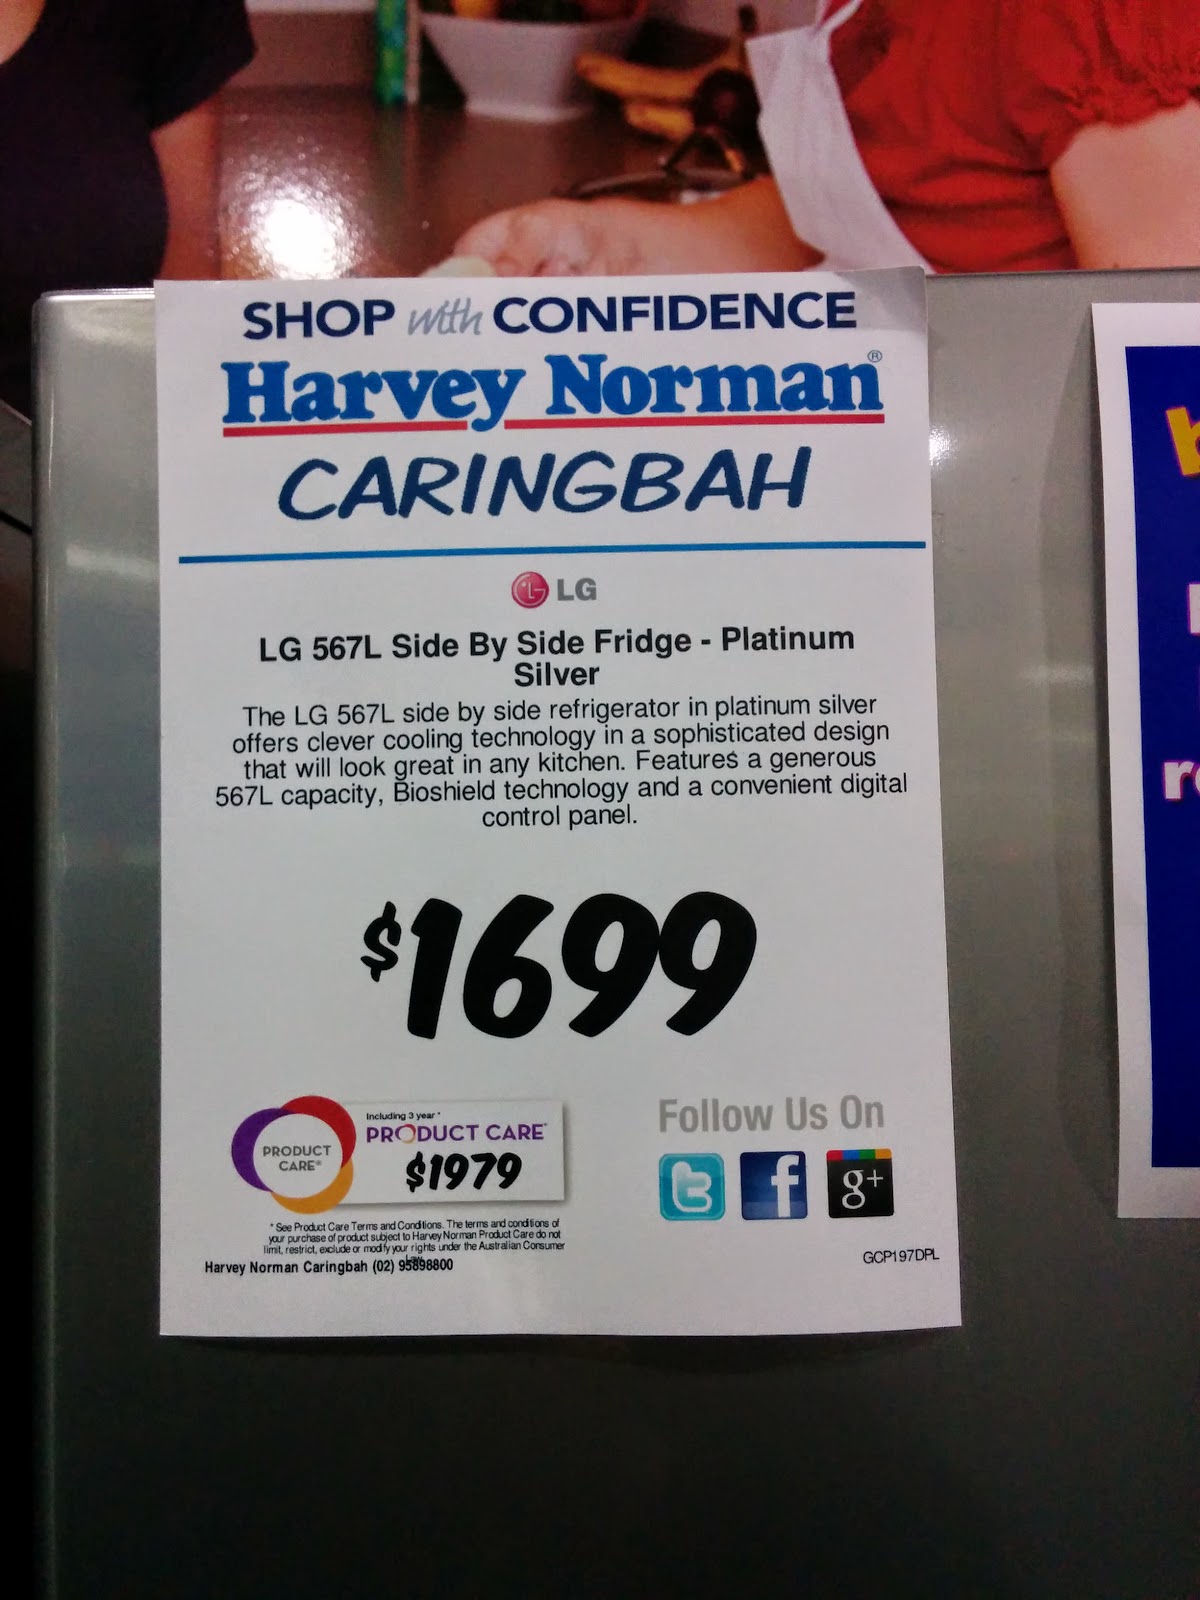 SHOP with CONFIDENCE
Harvey Norman®
CARINGBAH
LG
LG 567L Side By Side Fridge - Platinum
Silver
The LG 567L side by side refrigerator in platinum silver
offers clever cooling technology in a sophisticated design
that will look great in any kitchen. Features a generous
567L capacity, Bioshield technology and a convenient digital
control panel.
$1699
PRODUCT
CARE®
Including 3 year *
PRODUCT CARE
$1979
* See Product Care Terms and Conditions. The terms and conditions of
your purchase of product subject to Harvey Norman Product Care do not
limit, restrict, exclude or modify your rights under the Australian Consumer
Law.
Harvey Norman Caringbah (02) 95898800
Follow Us On
t f g+
GCP197DPL